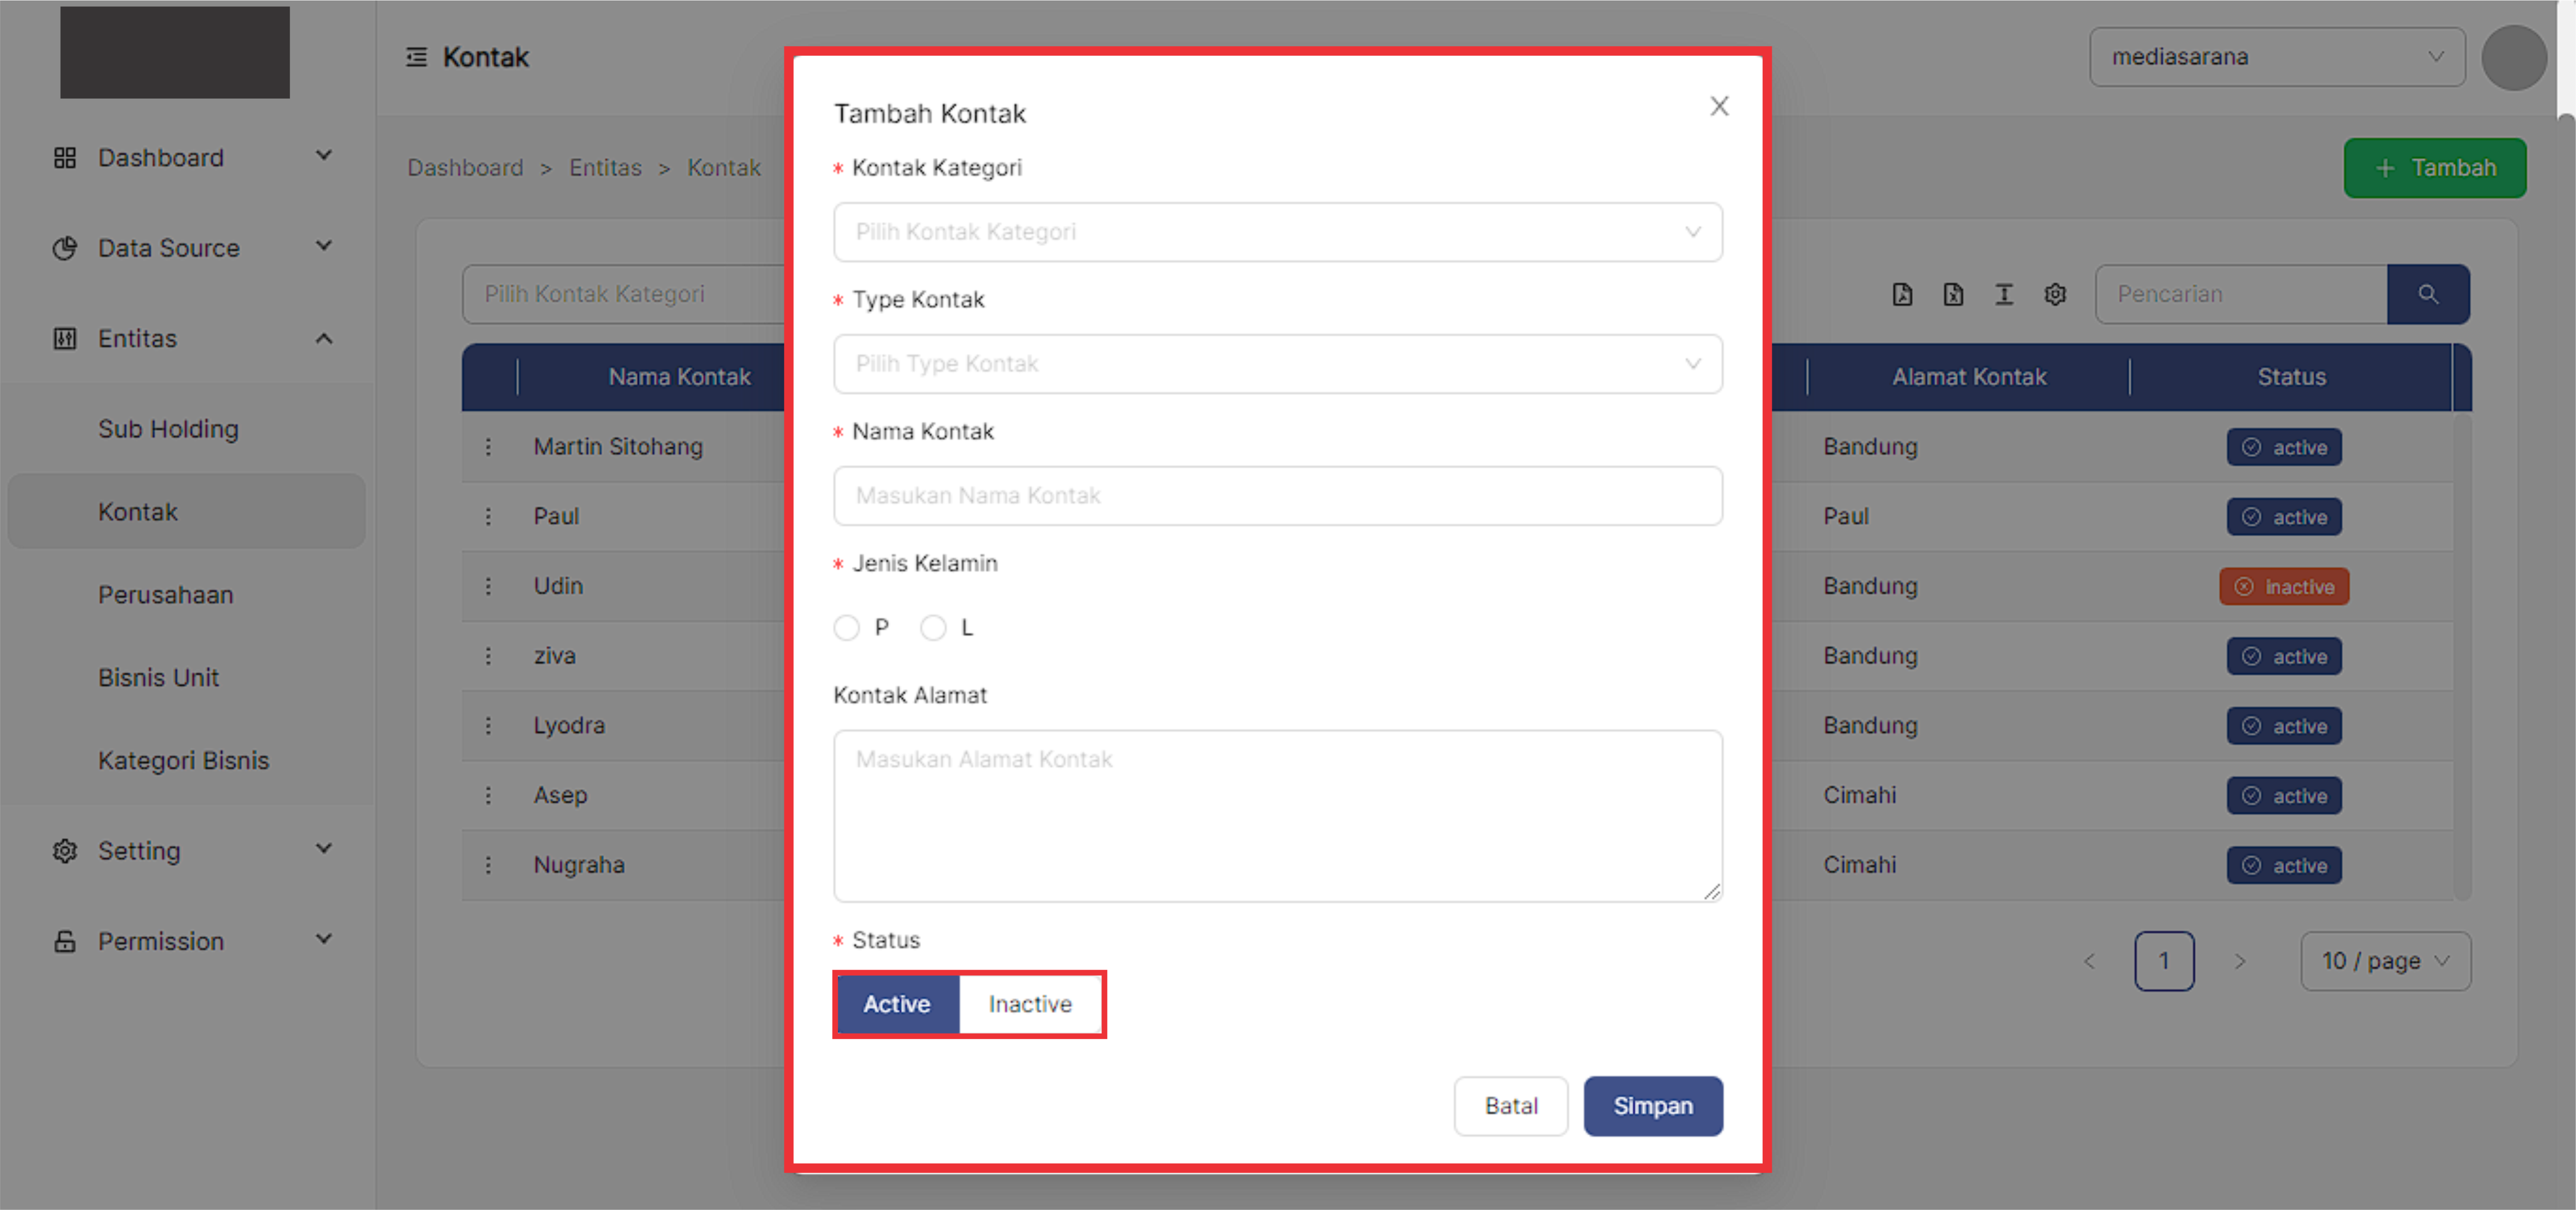 Kontak
mediasarana
Dashboard
Data Source
Entitas
Sub Holding
Kontak
Perusahaan
Bisnis Unit
Kategori Bisnis
Setting
Permission
Dashboard > Entitas > Kontak
+ Tambah
Pilih Kontak Kategori
Pencarian
Nama Kontak
Alamat Kontak
Status
Martin Sitohang
Bandung
active
Paul
Paul
active
Udin
Bandung
inactive
ziva
Bandung
active
Lyodra
Bandung
active
Asep
Cimahi
active
Nugraha
Cimahi
active
< 1 >
10 / page
Tambah Kontak
* Kontak Kategori
Pilih Kontak Kategori
* Type Kontak
Pilih Type Kontak
* Nama Kontak
Masukan Nama Kontak
* Jenis Kelamin
P L
Kontak Alamat
Masukan Alamat Kontak
* Status
Active Inactive
Batal Simpan